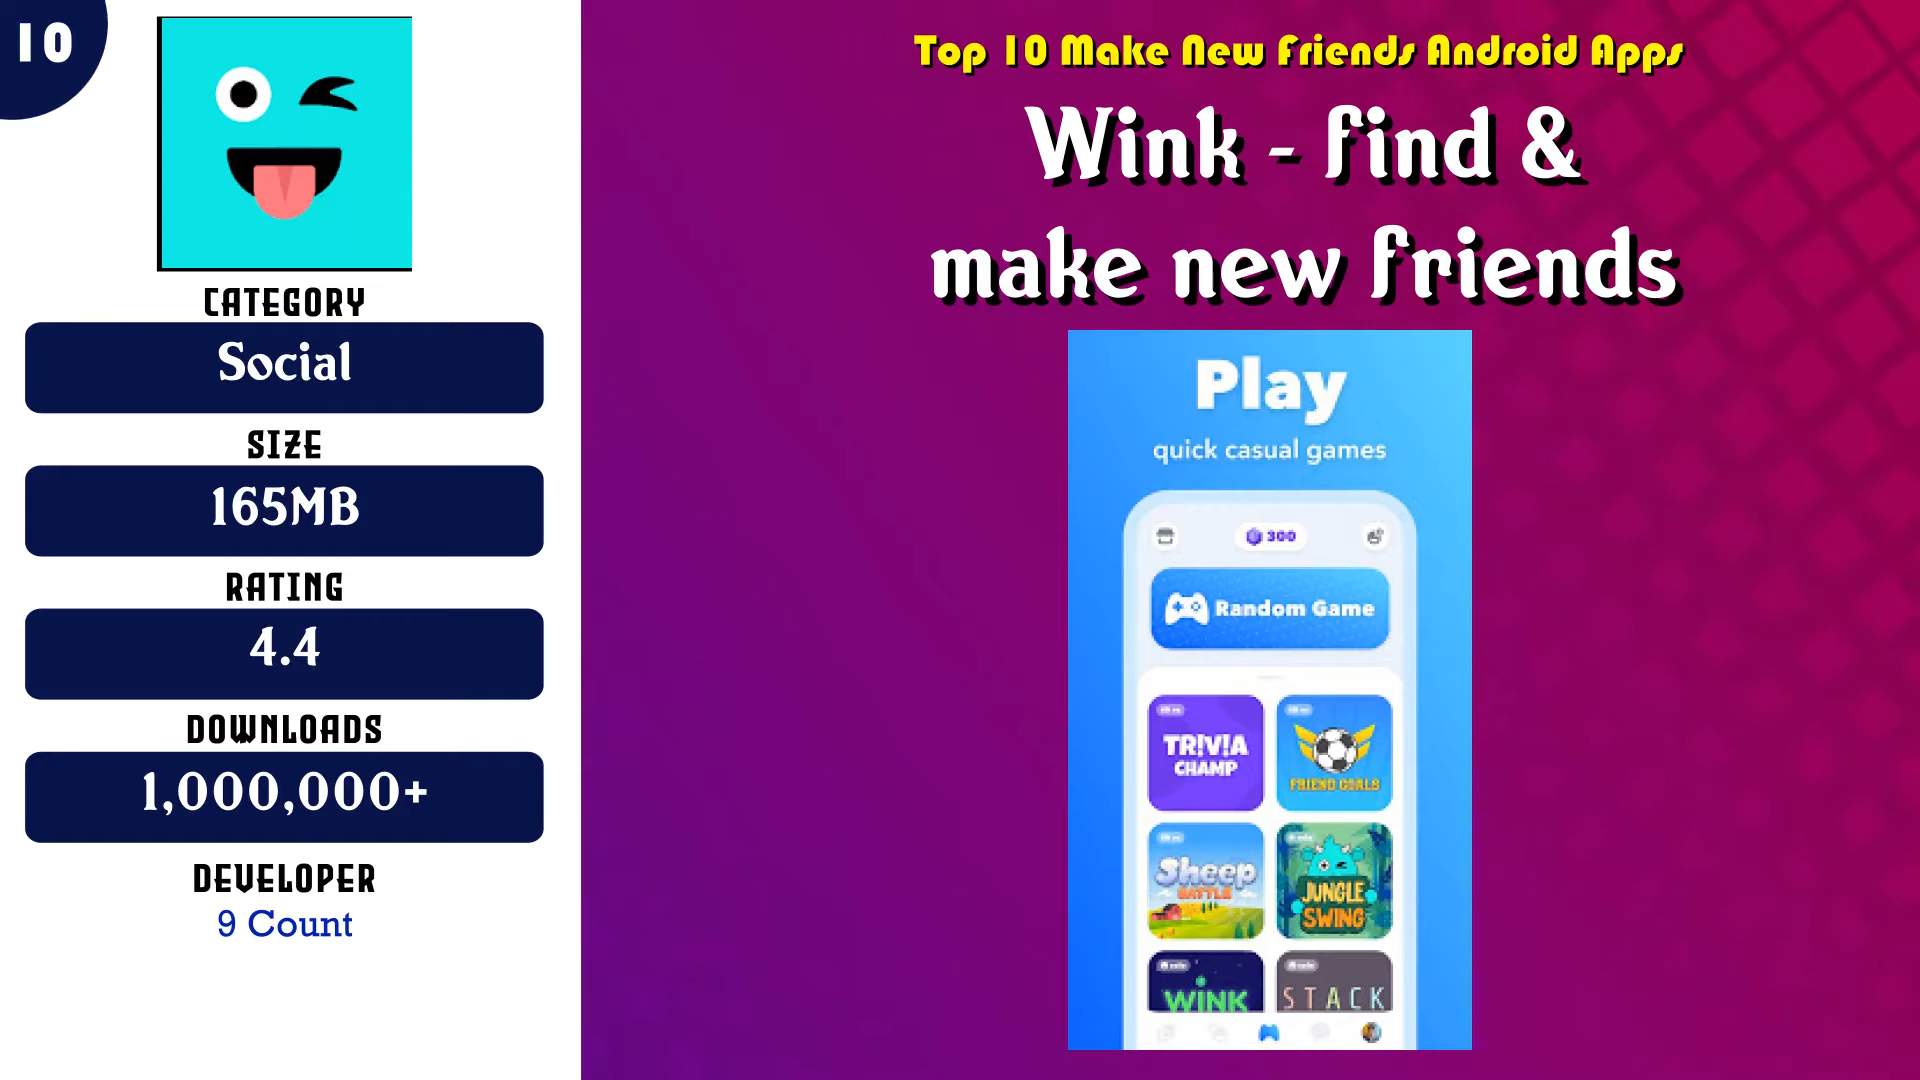 10
CATEGORY
Social
SIZE
165MB
RATING
4.4
DOWNLOADS
1,000,000+
DEVELOPER
9 Count
Top 10 Make New Friends Android Apps
Wink - find &
make new friends
Play
quick casual games
300
Random Game
TR!V!A
CHAMP
FRIEND GOALS
Sheep
BATTLE
JUNGLE
SWING
WINK
STACK